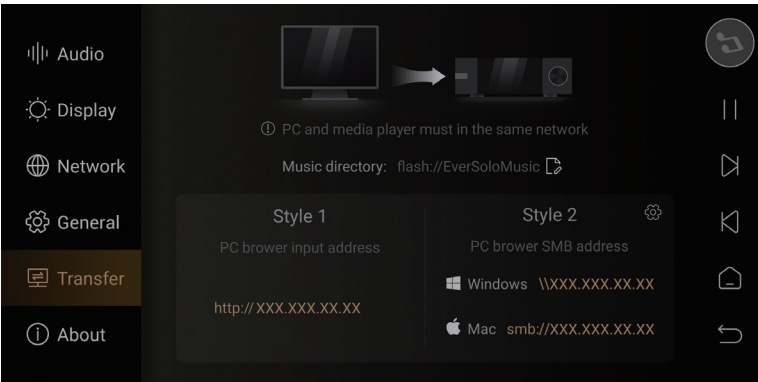 Audio
Display
Network
General
Transfer
About
PC and media player must in the same network
Music directory: flash://EverSoloMusic
Style 1
PC brower input address
http:// XXX.XXX.XX.XX
Style 2
PC brower SMB address
Windows \\XXX.XXX.XX.XX
Mac smb://XXX.XXX.XX.XX